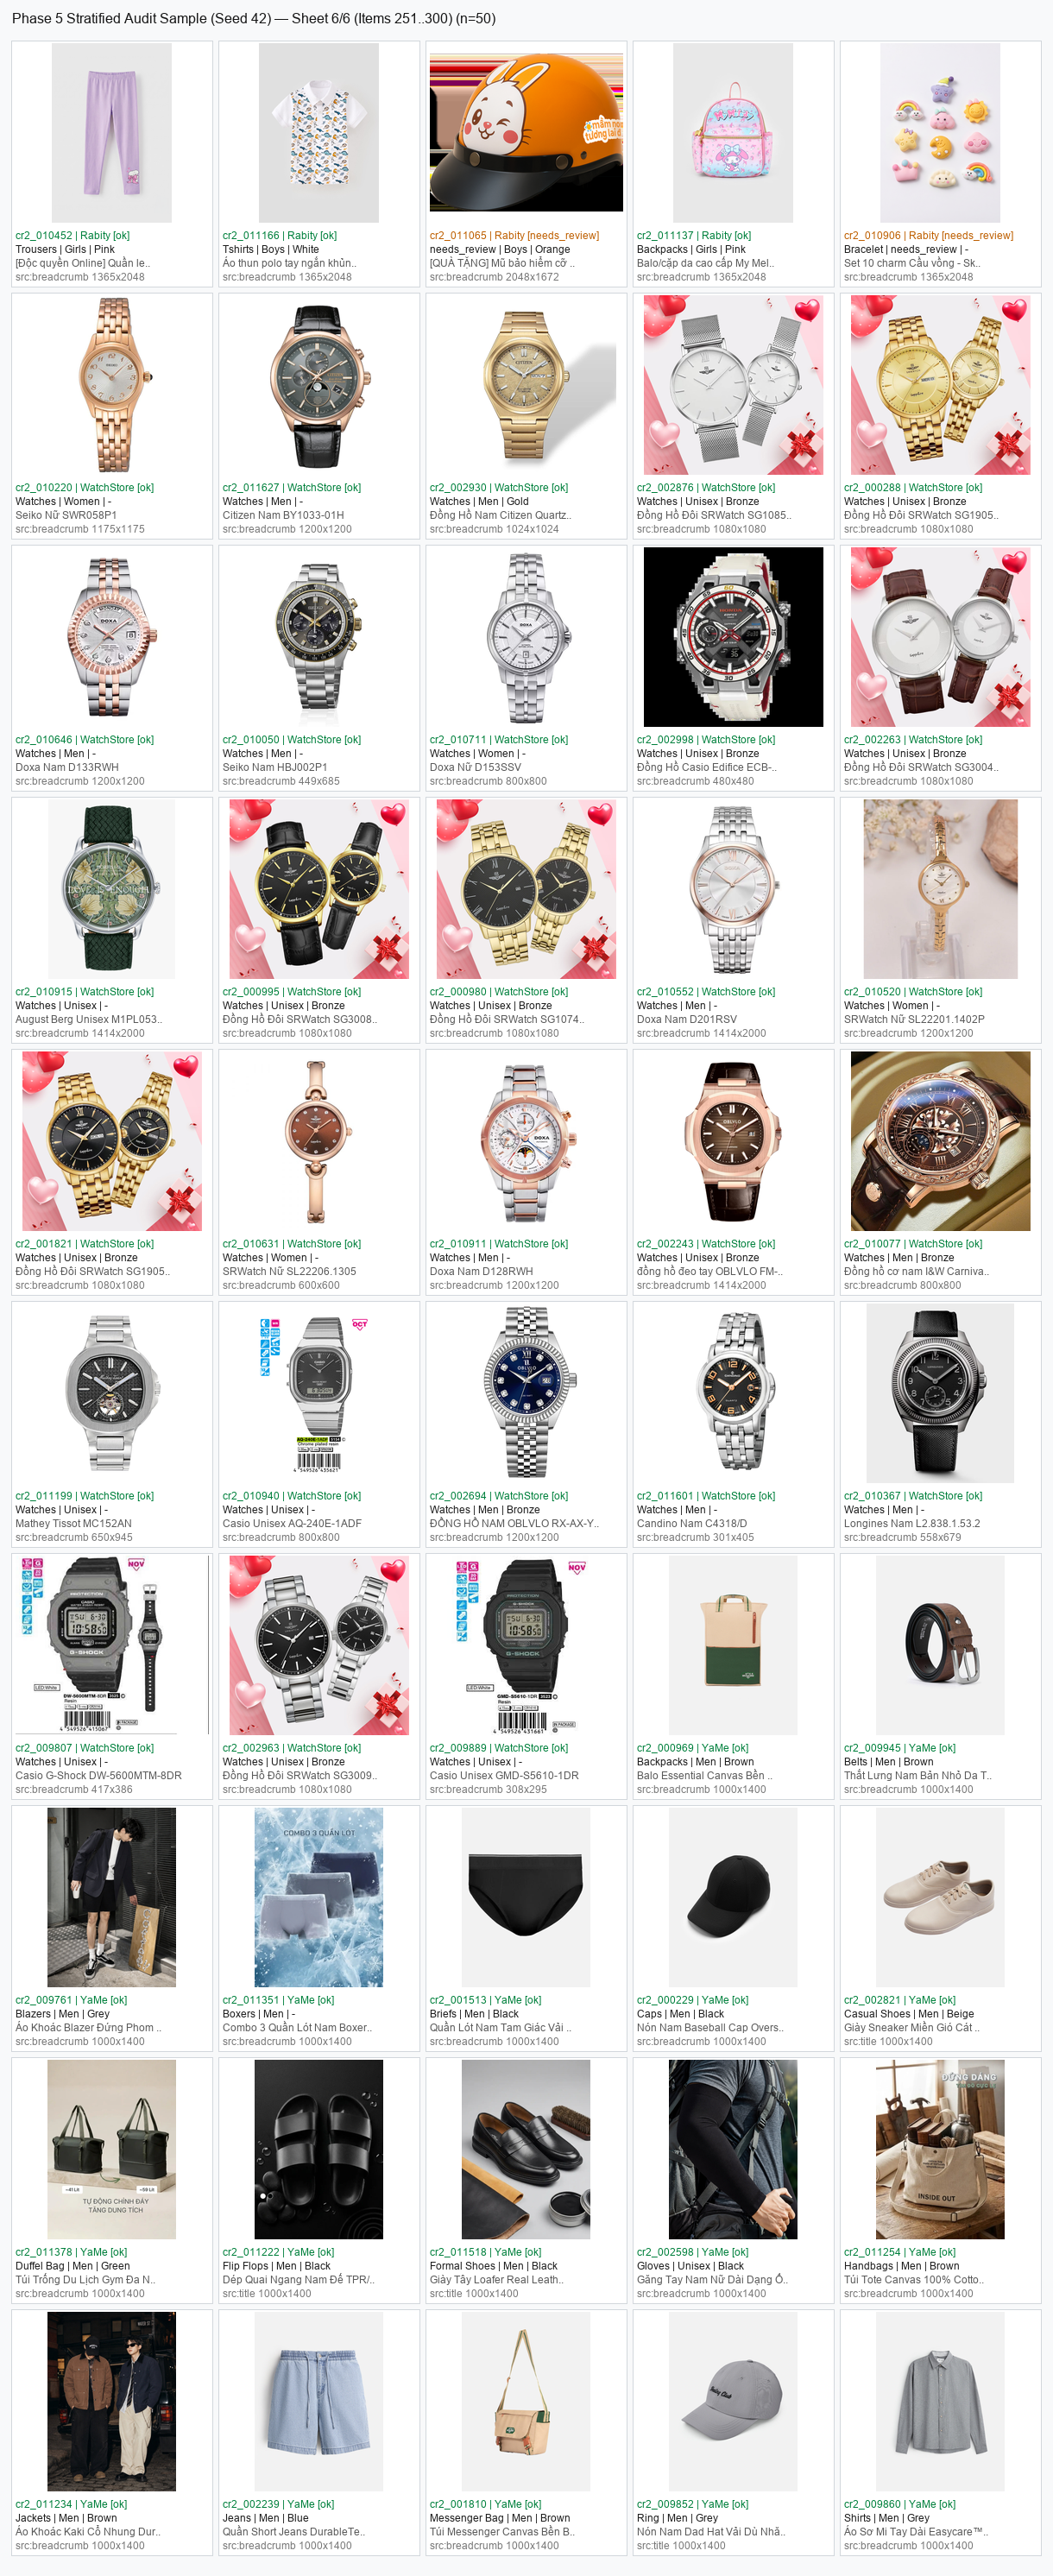 Phase 5 Stratified Audit Sample (Seed 42) — Sheet 6/6 (Items 251..300) (n=50)
cr2_010452 | Rabity [ok]
Trousers | Girls | Pink
[Độc quyền Online] Quần le..
src:breadcrumb 1365x2048
cr2_011166 | Rabity [ok]
Tshirts | Boys | White
Áo thun polo tay ngắn khủn..
src:breadcrumb 1365x2048
cr2_011065 | Rabity [needs_review]
needs_review | Boys | Orange
[QUÀ TẶNG] Mũ bảo hiểm cỡ ..
src:breadcrumb 2048x1672
cr2_011137 | Rabity [ok]
Backpacks | Girls | Pink
Balo/cặp da cao cấp My Mel..
src:breadcrumb 1365x2048
cr2_010906 | Rabity [needs_review]
Bracelet | needs_review | -
Set 10 charm Cầu vồng - Sk..
src:breadcrumb 1365x2048
cr2_010220 | WatchStore [ok]
Watches | Women | -
Seiko Nữ SWR058P1
src:breadcrumb 1175x1175
cr2_011627 | WatchStore [ok]
Watches | Men | -
Citizen Nam BY1033-01H
src:breadcrumb 1200x1200
cr2_002930 | WatchStore [ok]
Watches | Men | Gold
Đồng Hồ Nam Citizen Quartz..
src:breadcrumb 1024x1024
cr2_002876 | WatchStore [ok]
Watches | Unisex | Bronze
Đồng Hồ Đôi SRWatch SG1085..
src:breadcrumb 1080x1080
cr2_000288 | WatchStore [ok]
Watches | Unisex | Bronze
Đồng Hồ Đôi SRWatch SG1905..
src:breadcrumb 1080x1080
cr2_010646 | WatchStore [ok]
Watches | Men | -
Doxa Nam D133RWH
src:breadcrumb 1200x1200
cr2_010050 | WatchStore [ok]
Watches | Men | -
Seiko Nam HBJ002P1
src:breadcrumb 449x685
cr2_010711 | WatchStore [ok]
Watches | Women | -
Doxa Nữ D153SSV
src:breadcrumb 800x800
cr2_002998 | WatchStore [ok]
Watches | Unisex | Bronze
Đồng Hồ Casio Edifice ECB-..
src:breadcrumb 480x480
cr2_002263 | WatchStore [ok]
Watches | Unisex | Bronze
Đồng Hồ Đôi SRWatch SG3004..
src:breadcrumb 1080x1080
cr2_010915 | WatchStore [ok]
Watches | Unisex | -
August Berg Unisex M1PL053..
src:breadcrumb 1414x2000
cr2_000995 | WatchStore [ok]
Watches | Unisex | Bronze
Đồng Hồ Đôi SRWatch SG3008..
src:breadcrumb 1080x1080
cr2_000980 | WatchStore [ok]
Watches | Unisex | Bronze
Đồng Hồ Đôi SRWatch SG1074..
src:breadcrumb 1080x1080
cr2_010552 | WatchStore [ok]
Watches | Men | -
Doxa Nam D201RSV
src:breadcrumb 1414x2000
cr2_010520 | WatchStore [ok]
Watches | Women | -
SRWatch Nữ SL22201.1402P
src:breadcrumb 1200x1200
cr2_001821 | WatchStore [ok]
Watches | Unisex | Bronze
Đồng Hồ Đôi SRWatch SG1905..
src:breadcrumb 1080x1080
cr2_010631 | WatchStore [ok]
Watches | Women | -
SRWatch Nữ SL22206.1305
src:breadcrumb 600x600
cr2_010911 | WatchStore [ok]
Watches | Men | -
Doxa Nam D128RWH
src:breadcrumb 1200x1200
cr2_002243 | WatchStore [ok]
Watches | Unisex | Bronze
đồng hồ đeo tay OBLVLO FM-..
src:breadcrumb 1414x2000
cr2_010077 | WatchStore [ok]
Watches | Men | Bronze
Đồng hồ cơ nam I&W Carniva..
src:breadcrumb 800x800
cr2_011199 | WatchStore [ok]
Watches | Unisex | -
Mathey Tissot MC152AN
src:breadcrumb 650x945
OCT
cr2_010940 | WatchStore [ok]
Watches | Unisex | -
Casio Unisex AQ-240E-1ADF
src:breadcrumb 800x800
cr2_002694 | WatchStore [ok]
Watches | Men | Bronze
ĐỒNG HỒ NAM OBLVLO RX-AX-Y..
src:breadcrumb 1200x1200
cr2_011601 | WatchStore [ok]
Watches | Men | -
Candino Nam C4318/D
src:breadcrumb 301x405
cr2_010367 | WatchStore [ok]
Watches | Men | -
Longines Nam L2.838.1.53.2
src:breadcrumb 558x679
NOV
cr2_009807 | WatchStore [ok]
Watches | Unisex | -
Casio G-Shock DW-5600MTM-8DR
src:breadcrumb 417x386
cr2_002963 | WatchStore [ok]
Watches | Unisex | Bronze
Đồng Hồ Đôi SRWatch SG3009..
src:breadcrumb 1080x1080
NOV
cr2_009889 | WatchStore [ok]
Watches | Unisex | -
Casio Unisex GMD-S5610-1DR
src:breadcrumb 308x295
cr2_000969 | YaMe [ok]
Backpacks | Men | Brown
Balo Essential Canvas Bền ..
src:breadcrumb 1000x1400
cr2_009945 | YaMe [ok]
Belts | Men | Brown
Thắt Lưng Nam Bản Nhỏ Da T..
src:breadcrumb 1000x1400
cr2_009761 | YaMe [ok]
Blazers | Men | Grey
Áo Khoác Blazer Đứng Phom ..
src:breadcrumb 1000x1400
COMBO 3 QUẦN LÓT
cr2_011351 | YaMe [ok]
Boxers | Men | -
Combo 3 Quần Lót Nam Boxer..
src:breadcrumb 1000x1400
cr2_001513 | YaMe [ok]
Briefs | Men | Black
Quần Lót Nam Tam Giác Vải ..
src:breadcrumb 1000x1400
cr2_000229 | YaMe [ok]
Caps | Men | Black
Nón Nam Baseball Cap Overs..
src:breadcrumb 1000x1400
cr2_002821 | YaMe [ok]
Casual Shoes | Men | Beige
Giày Sneaker Miền Gió Cát ..
src:title 1000x1400
~41 Lít
~58 Lít
TỰ ĐỘNG CHỈNH ĐÁY
TĂNG DUNG TÍCH
cr2_011378 | YaMe [ok]
Duffel Bag | Men | Green
Túi Trống Du Lịch Gym Đa N..
src:breadcrumb 1000x1400
cr2_011222 | YaMe [ok]
Flip Flops | Men | Black
Dép Quai Ngang Nam Đế TPR/..
src:title 1000x1400
cr2_011518 | YaMe [ok]
Formal Shoes | Men | Black
Giày Tây Loafer Real Leath..
src:title 1000x1400
cr2_002598 | YaMe [ok]
Gloves | Unisex | Black
Găng Tay Nam Nữ Dài Dạng Ố..
src:breadcrumb 1000x1400
ĐỨNG DÁNG
INSIDE OUT
cr2_011254 | YaMe [ok]
Handbags | Men | Brown
Túi Tote Canvas 100% Cotto..
src:breadcrumb 1000x1400
cr2_011234 | YaMe [ok]
Jackets | Men | Brown
Áo Khoác Kaki Cổ Nhung Dur..
src:breadcrumb 1000x1400
cr2_002239 | YaMe [ok]
Jeans | Men | Blue
Quần Short Jeans DurableTe..
src:breadcrumb 1000x1400
cr2_001810 | YaMe [ok]
Messenger Bag | Men | Brown
Túi Messenger Canvas Bền B..
src:breadcrumb 1000x1400
cr2_009852 | YaMe [ok]
Ring | Men | Grey
Nón Nam Dad Hat Vải Dù Nhã..
src:title 1000x1400
cr2_009860 | YaMe [ok]
Shirts | Men | Grey
Áo Sơ Mi Tay Dài Easycare™..
src:breadcrumb 1000x1400